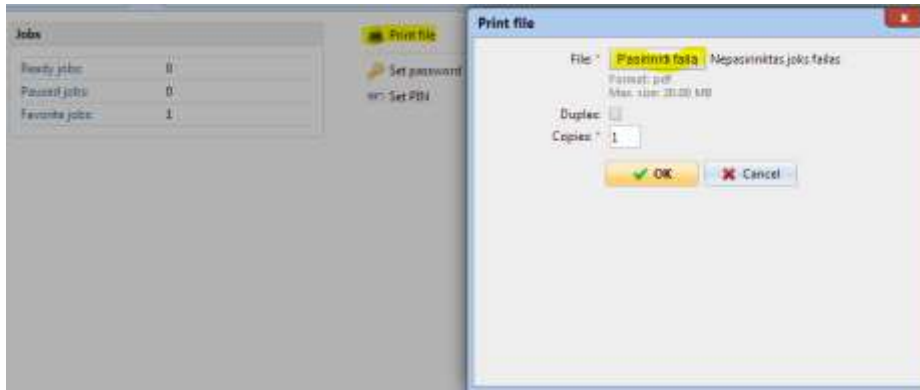 Jobs
Ready jobs: 0
Paused jobs: 0
Favorite jobs: 1
Print file
Set password
Set PIN
Print file
File: * Pasirinkti failą Nepasirinktas joks failas
Format: pdf
Max. size: 20.00 MB
Duplex:
Copies: * 1
OK
Cancel